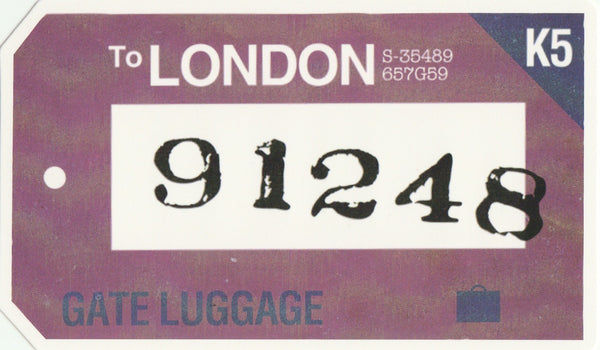 To LONDON S-35489
657G59
K5
91248
GATE LUGGAGE